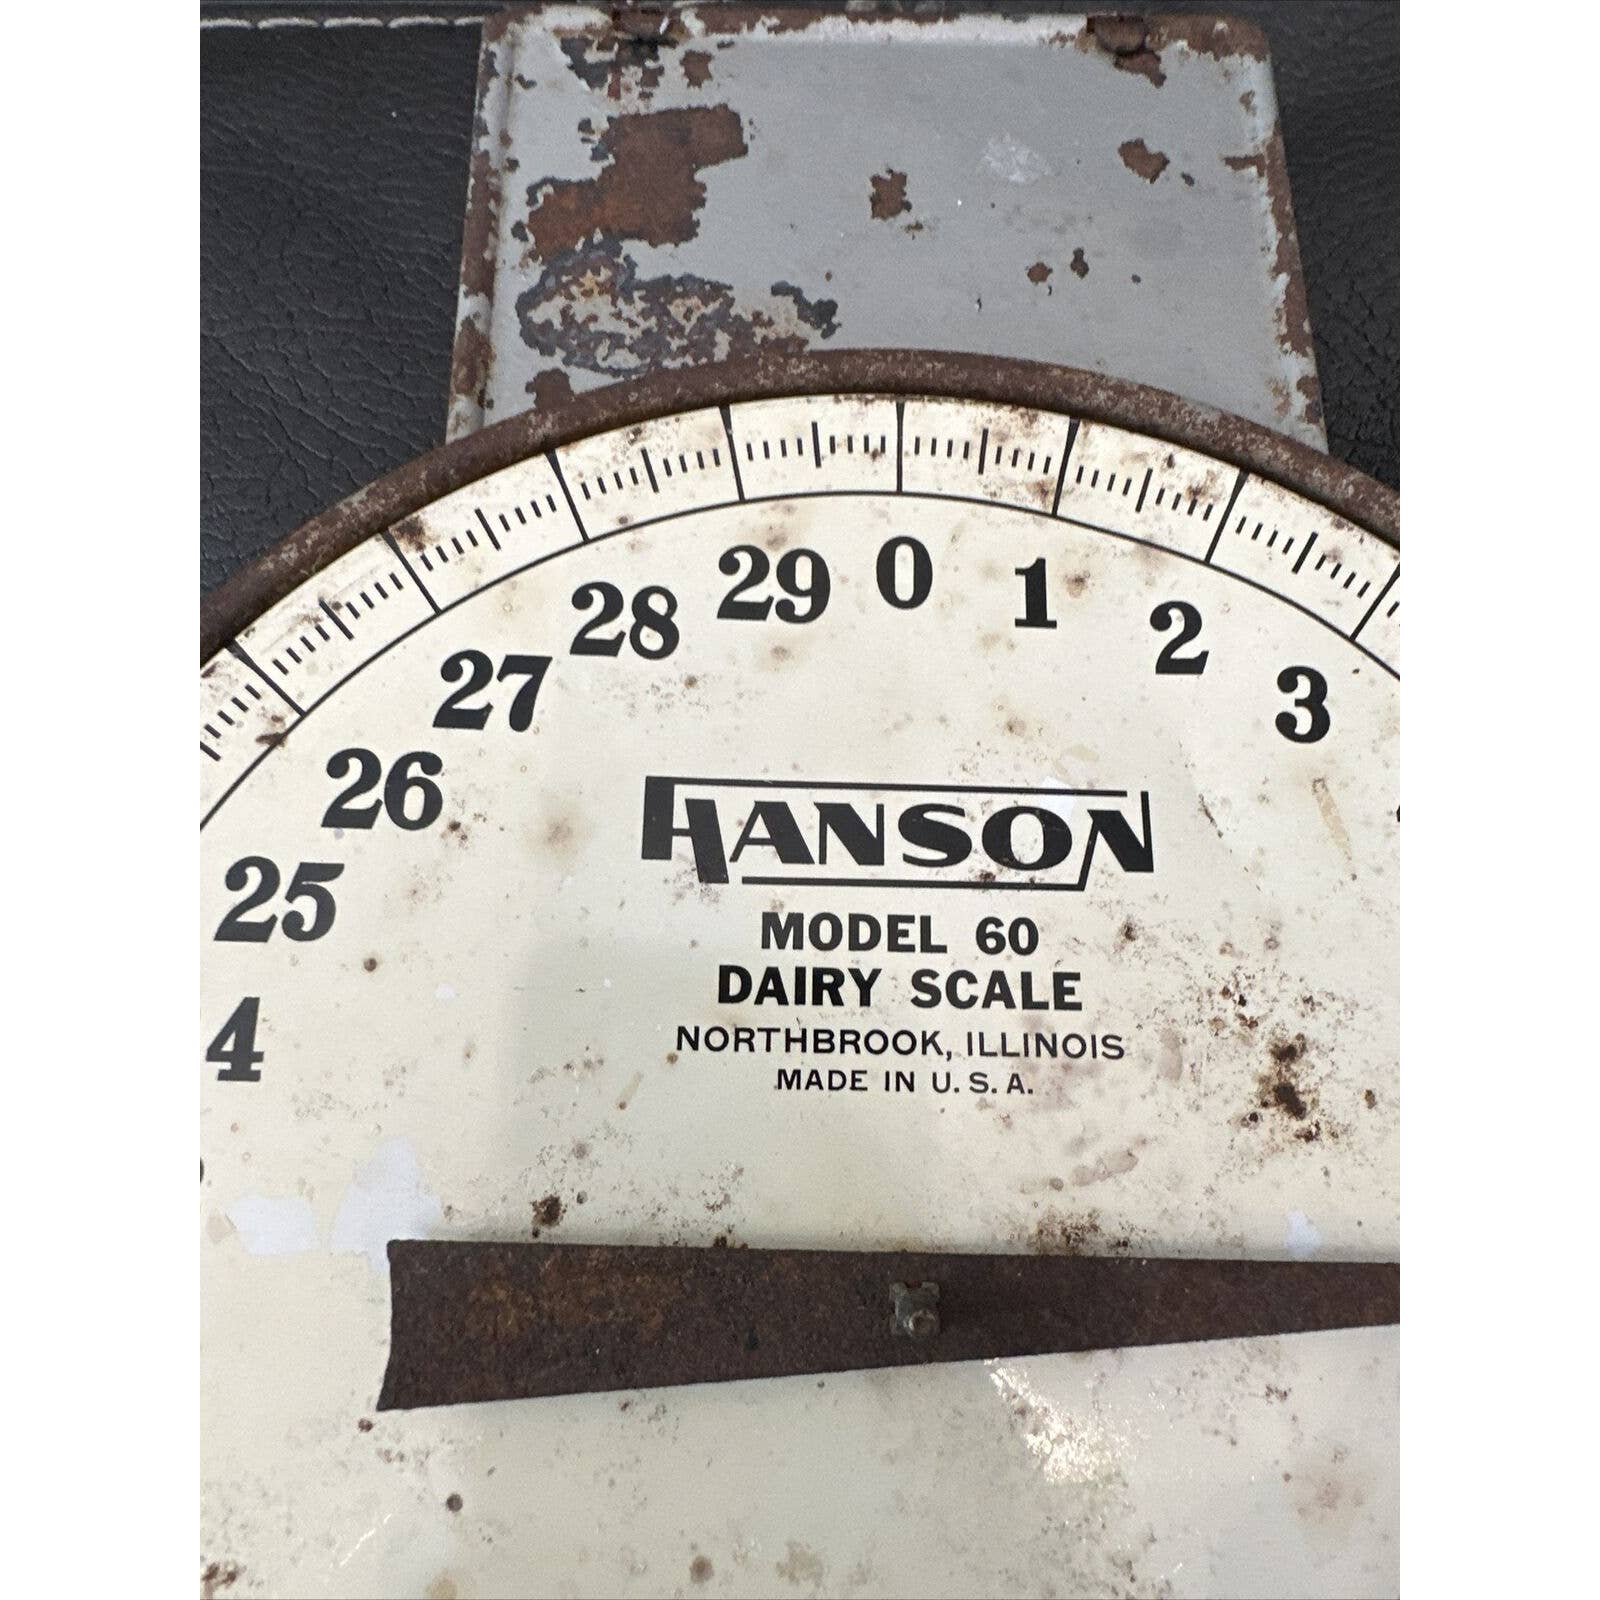 29 0 1
28 2
27 3
26
25
4
HANSON
MODEL 60
DAIRY SCALE
NORTHBROOK, ILLINOIS
MADE IN U.S.A.